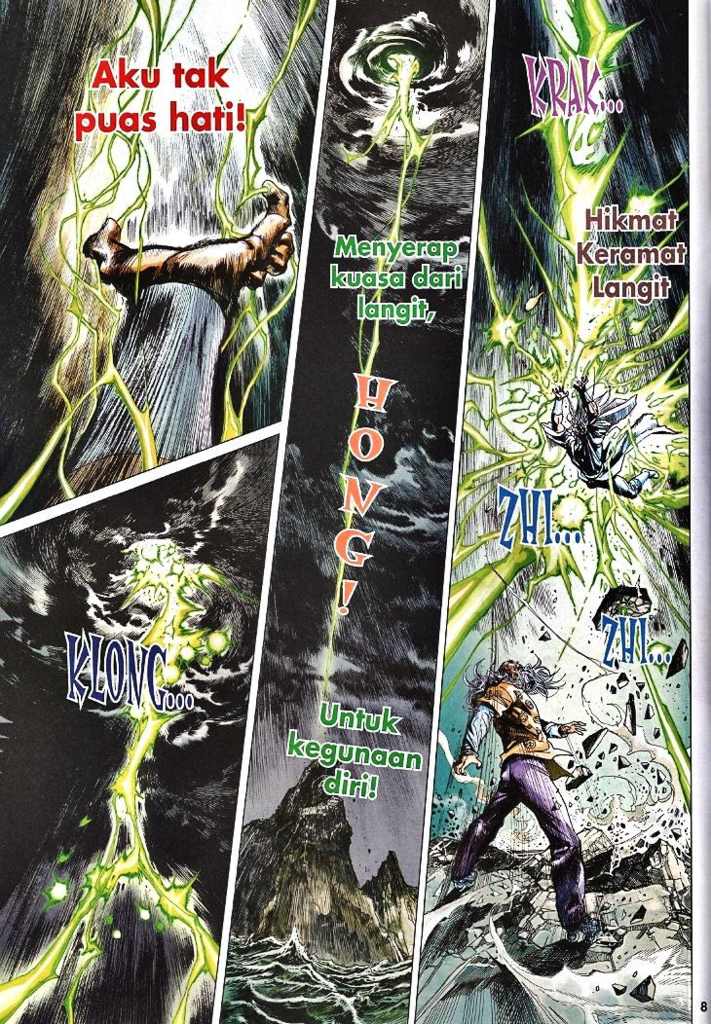 Aku tak
puas hati!
KLONG...
Menyerap
kuasa dari
langit,
HONG!
Untuk
kegunaan
diri!
KRAK...
Hikmat
Keramat
Langit
ZHI...
ZHI...
8